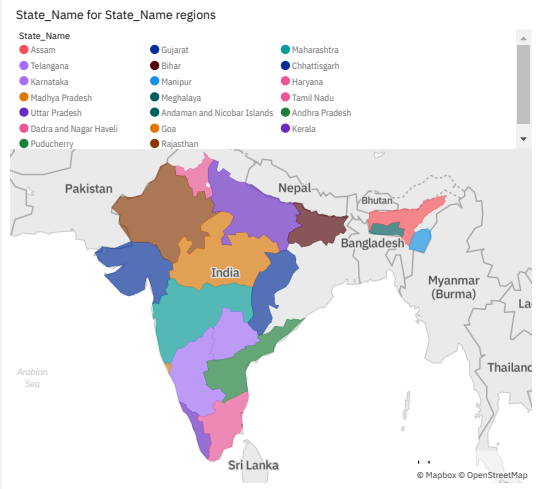 State_Name for State_Name regions
State_Name
Assam Gujarat Maharashtra
Telangana Bihar Chhattisgarh
Karnataka Manipur Haryana
Madhya Pradesh Meghalaya Tamil Nadu
Uttar Pradesh Andaman and Nicobar Islands Andhra Pradesh
Dadra and Nagar Haveli Goa Kerala
Puducherry Rajasthan
Pakistan
Nepal
Bhutan
Bangladesh
India
Myanmar
(Burma)
La
Thailand
Arabian
Sea
Sri Lanka
© Mapbox © OpenStreetMap